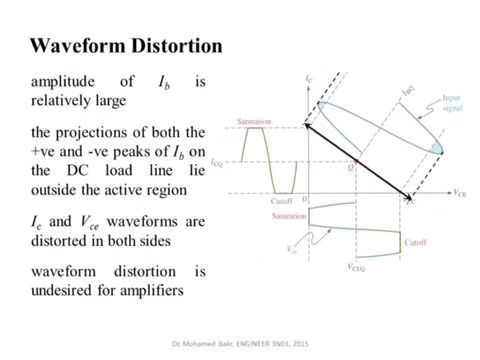 Waveform Distortion
amplitude of I_b is
relatively large
the projections of both the
+ve and -ve peaks of I_b on
the DC load line lie
outside the active region
I_c and V_ce waveforms are
distorted in both sides
waveform distortion is
undesired for amplifiers
I_C
I_BQ
Input
signal
Saturation
I_CQ
Q
Cutoff
0
V_CE
Saturation
V_ce
Cutoff
V_CEQ
Dr. Mohamed Bakr, ENGINEER 3N03, 2015